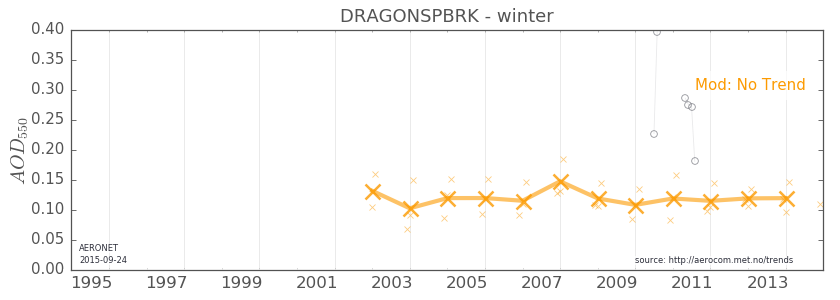 DRAGONSPBRK - winter
0.40
0.35
0.30
0.25
0.20
0.15
0.10
0.05
0.00
AOD550
Mod: No Trend
AERONET
2015-09-24
source: http://aerocom.met.no/trends
1995 1997 1999 2001 2003 2005 2007 2009 2011 2013